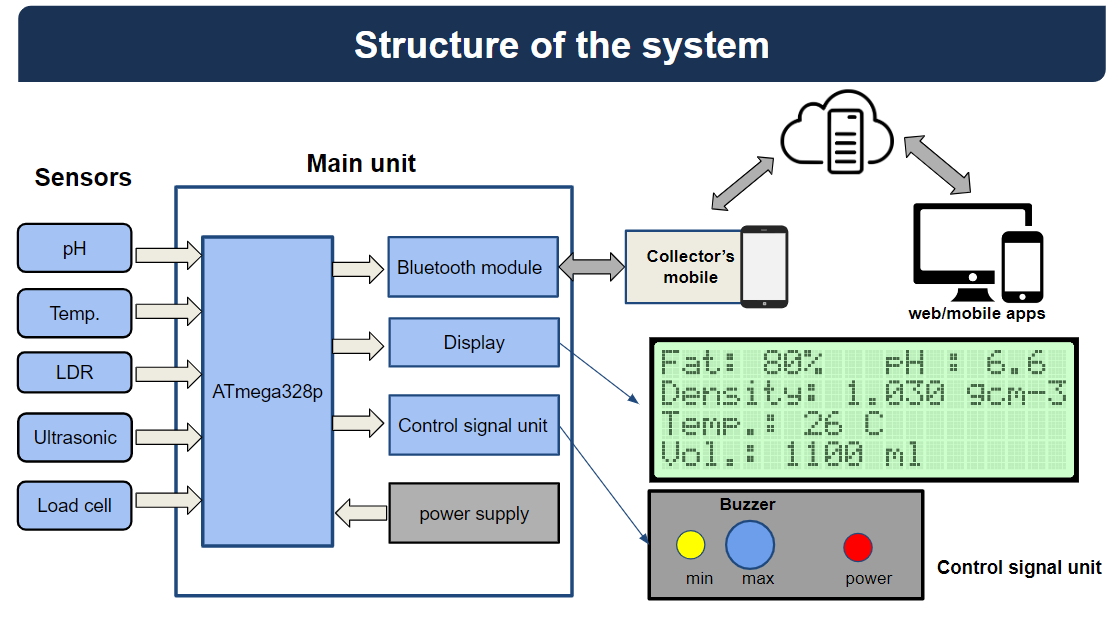 Structure of the system
Sensors
Main unit
pH
Temp.
LDR
Ultrasonic
Load cell
ATmega328p
Bluetooth module
Display
Control signal unit
power supply
Collector's
mobile
web/mobile apps
Fat: 80% pH : 6.6
Density: 1.030 gcm-3
Temp.: 26 C
Vol.: 1100 ml
Buzzer
min max power
Control signal unit